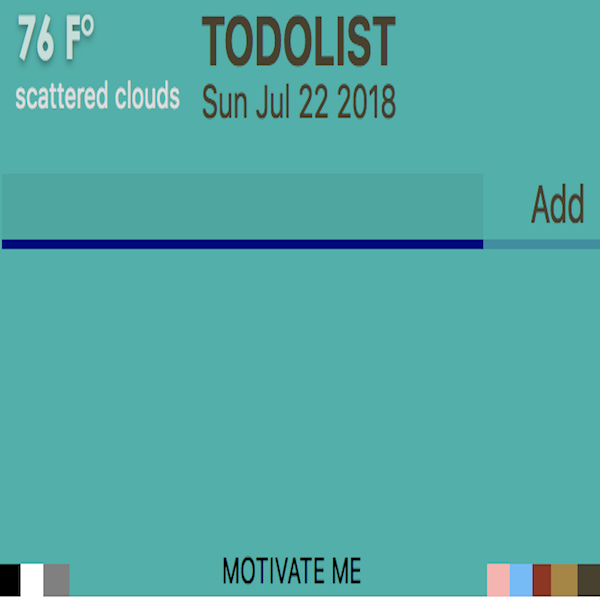 76 F°
scattered clouds
TODOLIST
Sun Jul 22 2018
Add
MOTIVATE ME